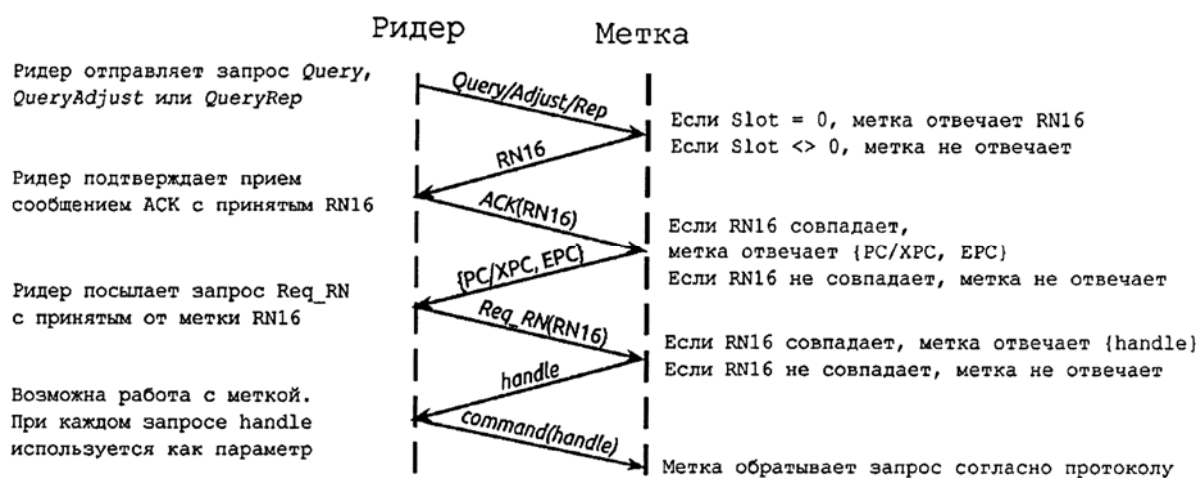 Ридер
Метка
Ридер отправляет запрос Query,
QueryAdjust или QueryRep
Query/Adjust/Rep
Если Slot = 0, метка отвечает RN16
Если Slot <> 0, метка не отвечает
RN16
Ридер подтверждает прием
сообщением ACK с принятым RN16
ACK(RN16)
Если RN16 совпадает,
метка отвечает {PC/XPC, EPC}
Если RN16 не совпадает, метка не отвечает
{PC/XPC, EPC}
Ридер посылает запрос Req_RN
с принятым от метки RN16
Req_RN(RN16)
Если RN16 совпадает, метка отвечает {handle}
Если RN16 не совпадает, метка не отвечает
handle
Возможна работа с меткой.
При каждом запросе handle
используется как параметр
command(handle)
Метка обратывает запрос согласно протоколу